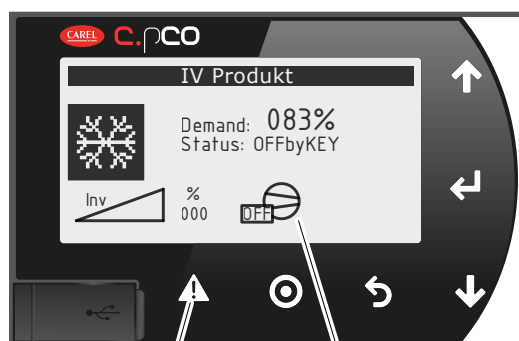 CAREL c.pco
IV Produkt
Demand: 083%
Status: OFFbyKEY
Inv
%
000
OFF